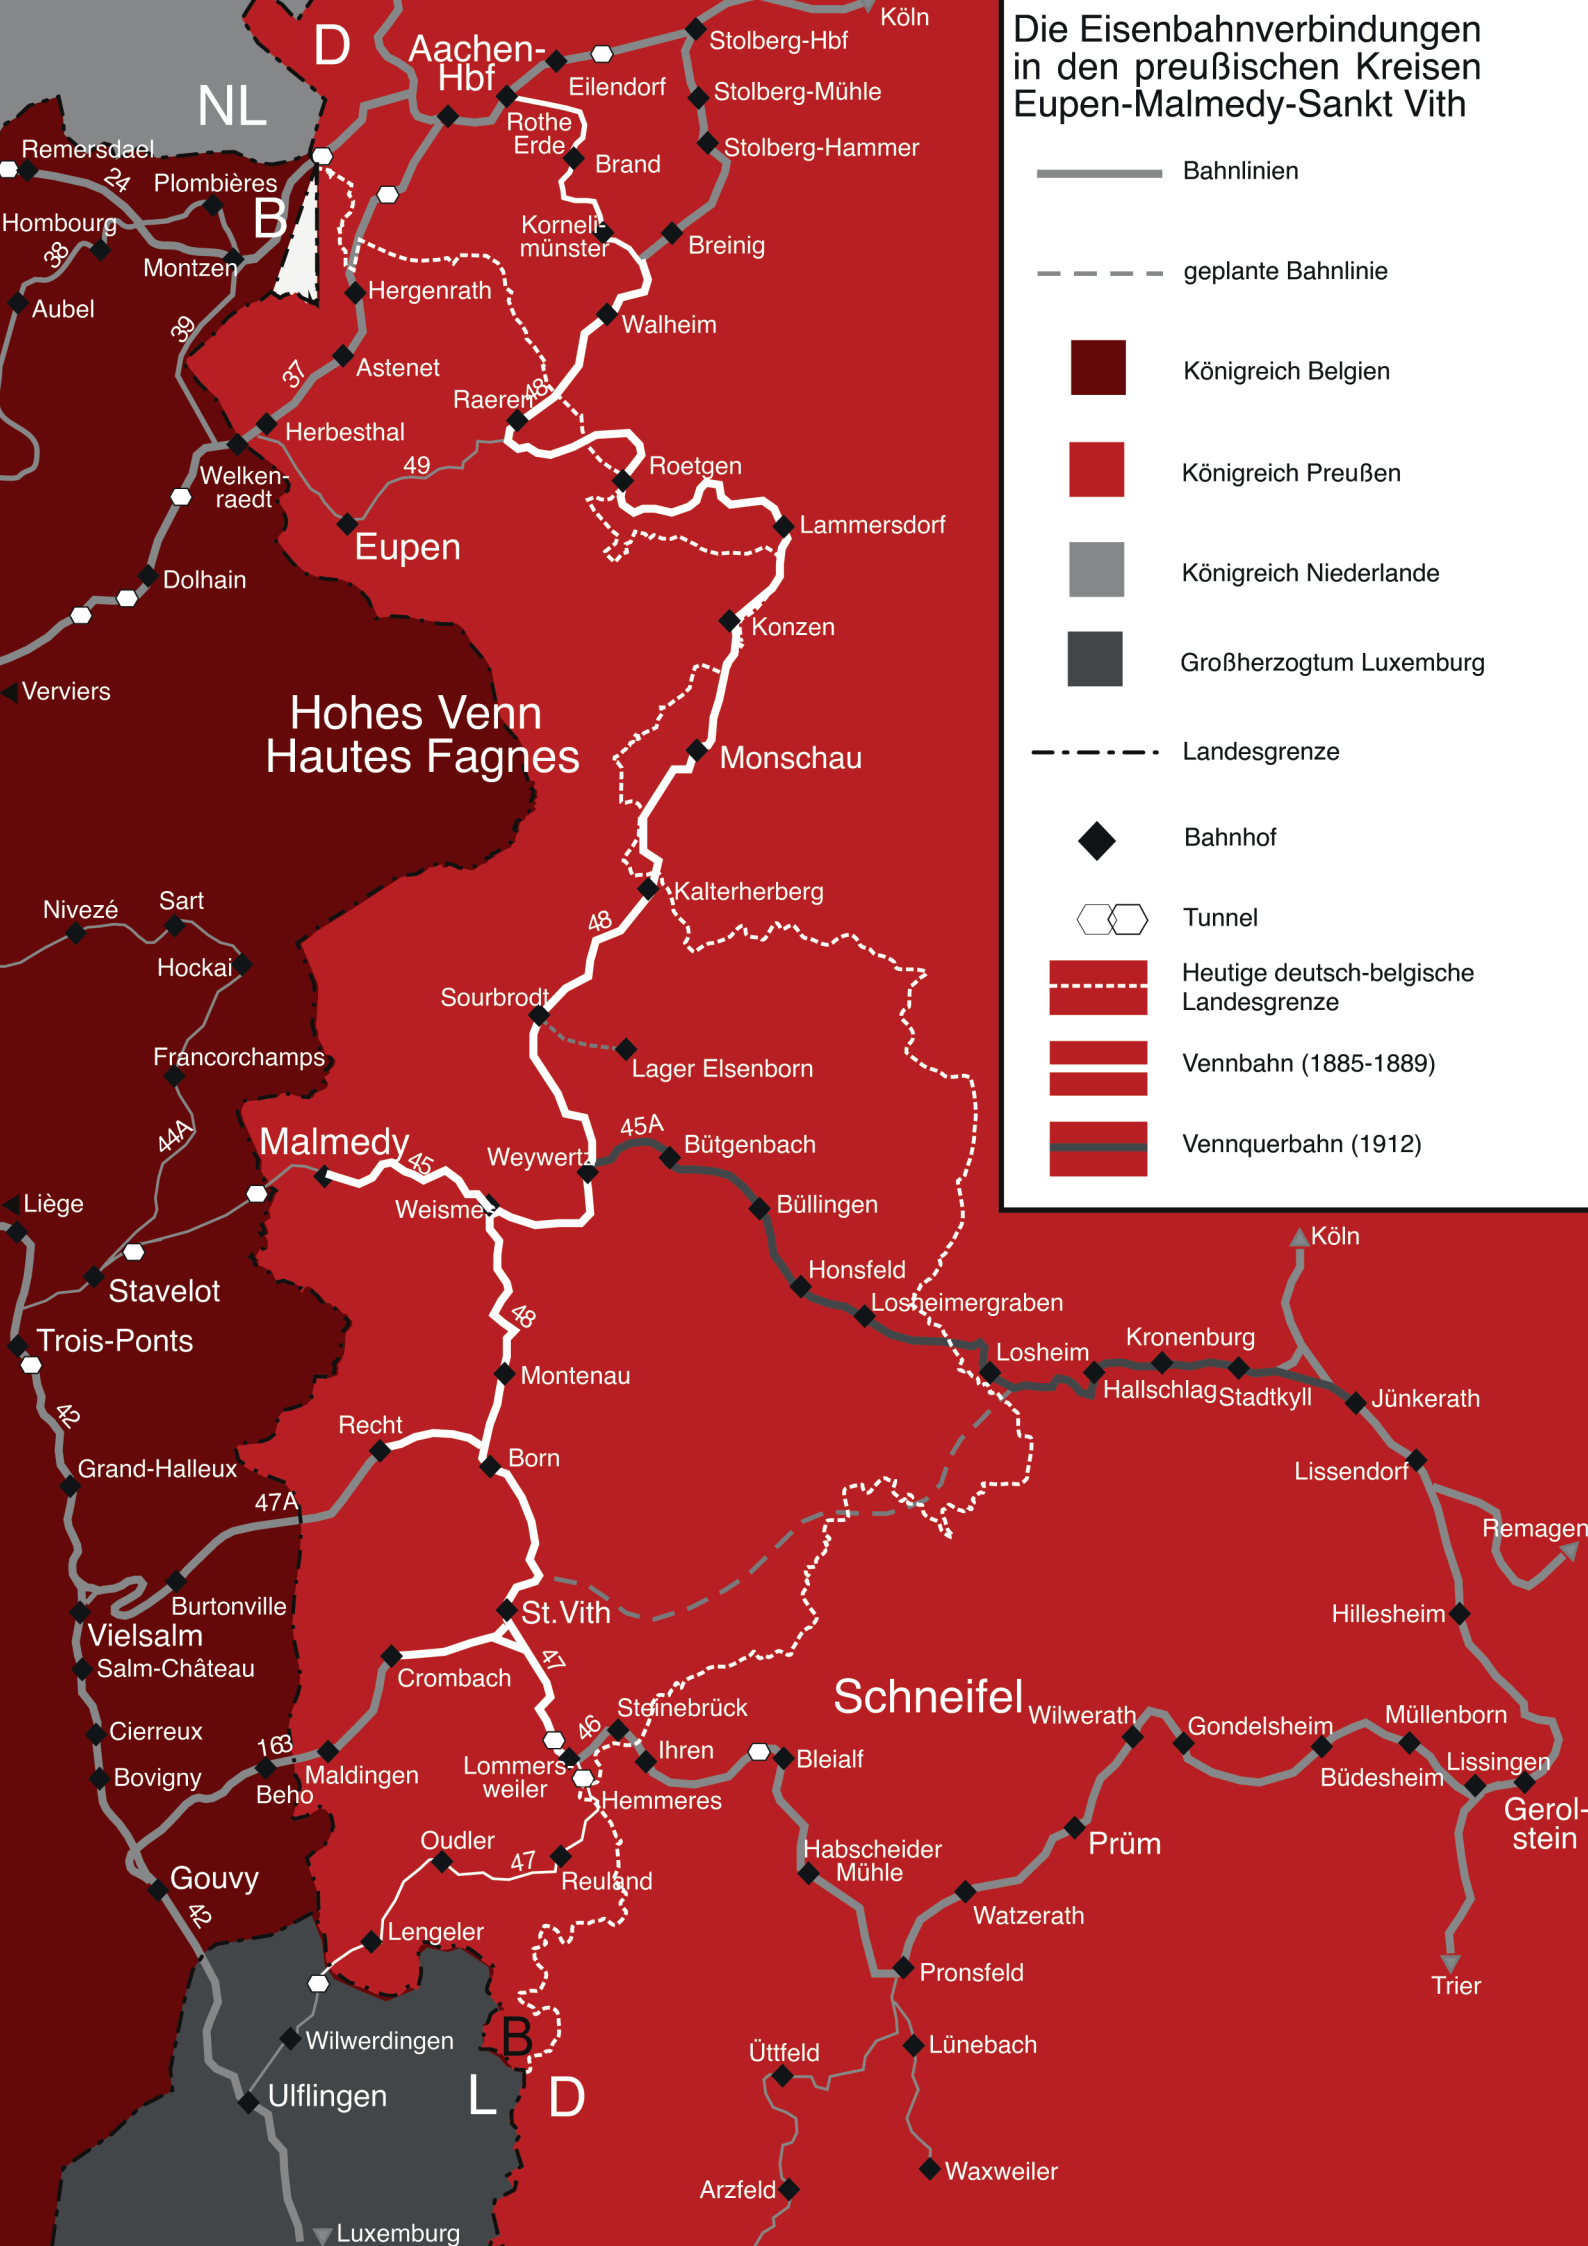 Die Eisenbahnverbindungen
in den preußischen Kreisen
Eupen-Malmedy-Sankt Vith
Bahnlinien
geplante Bahnlinie
Königreich Belgien
Königreich Preußen
Königreich Niederlande
Großherzogtum Luxemburg
Landesgrenze
Bahnhof
Tunnel
Heutige deutsch-belgische
Landesgrenze
Vennbahn (1885-1889)
Vennquerbahn (1912)
D
NL
B
Köln
Aachen-
Hbf
Eilendorf
Stolberg-Hbf
Stolberg-Mühle
Stolberg-Hammer
Rothe
Erde
Brand
Korneli-
münster
Breinig
Walheim
Remersdael
24
Plombières
Hombourg
38
Montzen
Aubel
39
Hergenrath
37
Astenet
Raeren
48
Herbesthal
49
Welken-
raedt
Eupen
Roetgen
Lammersdorf
Dolhain
Konzen
Verviers
Hohes Venn
Hautes Fagnes
Monschau
Kalterherberg
48
Nivezé
Sart
Hockai
Sourbrodt
Francorchamps
Lager Elsenborn
44A
Malmedy
45
Weywertz
45A
Bütgenbach
Weismes
Büllingen
Liège
Stavelot
Honsfeld
Losheimergraben
Köln
Trois-Ponts
48
Losheim
Kronenburg
Hallschlag
Stadtkyll
Jünkerath
Montenau
42
Recht
Born
Lissendorf
Grand-Halleux
47A
Remagen
Burtonville
St.Vith
Hillesheim
Vielsalm
Salm-Château
Crombach
47
Schneifel
Steinebrück
46
Wilwerath
Gondelsheim
Müllenborn
Cierreux
163
Maldingen
Lommers-
weiler
Ihren
Bleialf
Büdesheim
Lissingen
Bovigny
Beho
Hemmeres
Gerol-
stein
Oudler
47
Reuland
Habscheider
Mühle
Prüm
Gouvy
42
Lengeler
Watzerath
Pronsfeld
Trier
B
Wilwerdingen
Üttfeld
Lünebach
Ulflingen
L
D
Waxweiler
Arzfeld
Luxemburg